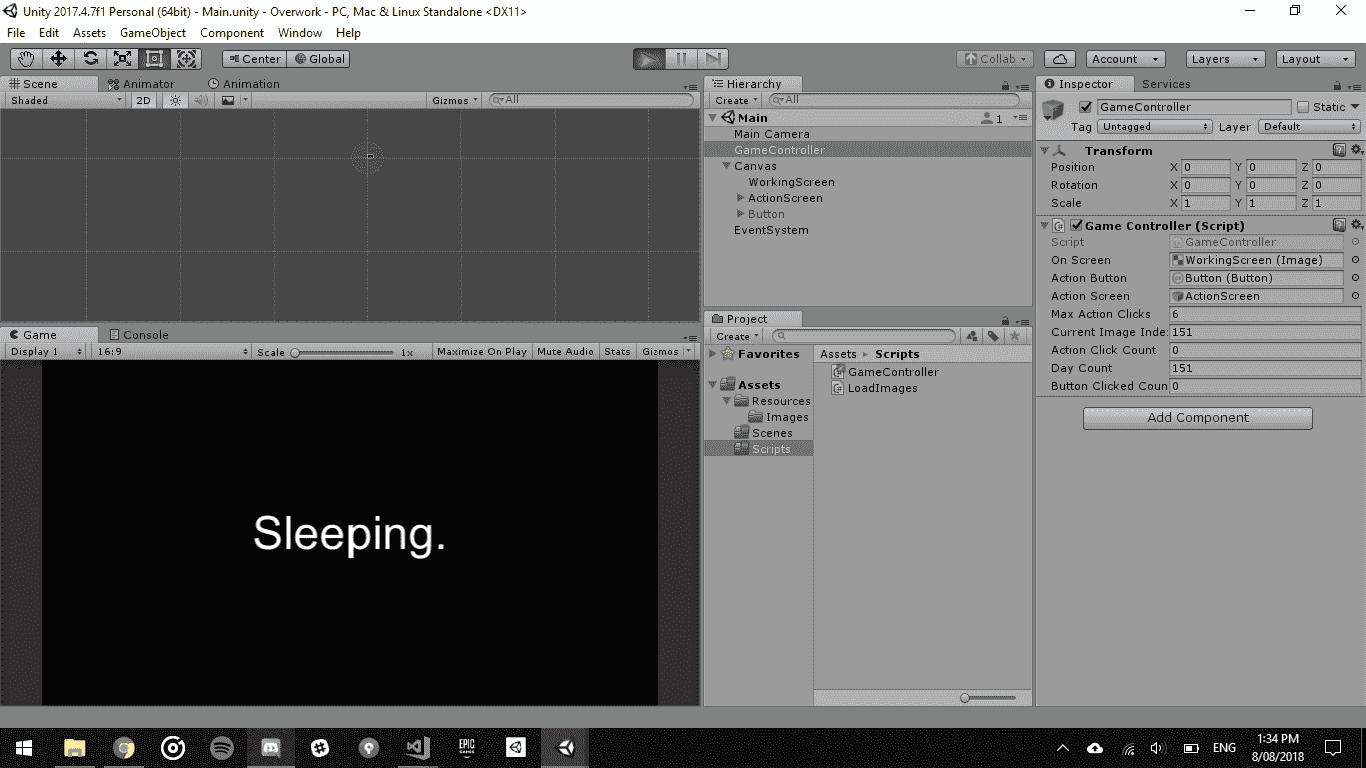 Unity 2017.4.7f1 Personal (64bit) - Main.unity - Overwork - PC, Mac & Linux Standalone <DX11>
File Edit Assets GameObject Component Window Help
Center Global Collab Account Layers Layout
Scene Animator Animation
Shaded 2D Gizmos All
Hierarchy
Create All
Main 1
Main Camera
GameController
Canvas
WorkingScreen
ActionScreen
Button
EventSystem
Inspector Services
GameController Static
Tag Untagged Layer Default
Transform
Position X 0 Y 0 Z 0
Rotation X 0 Y 0 Z 0
Scale X 1 Y 1 Z 1
Game Controller (Script)
Script GameController
On Screen WorkingScreen (Image)
Action Button Button (Button)
Action Screen ActionScreen
Max Action Clicks 6
Current Image Inde: 151
Action Click Count 0
Day Count 151
Button Clicked Coun 0
Add Component
Game Console
Display 1 16:9 Scale 1x Maximize On Play Mute Audio Stats Gizmos
Sleeping.
Project
Create
Favorites
Assets
Resources
Images
Scenes
Scripts
Assets Scripts
GameController
LoadImages
EPIC GAMES
ENG
1:34 PM
8/08/2018